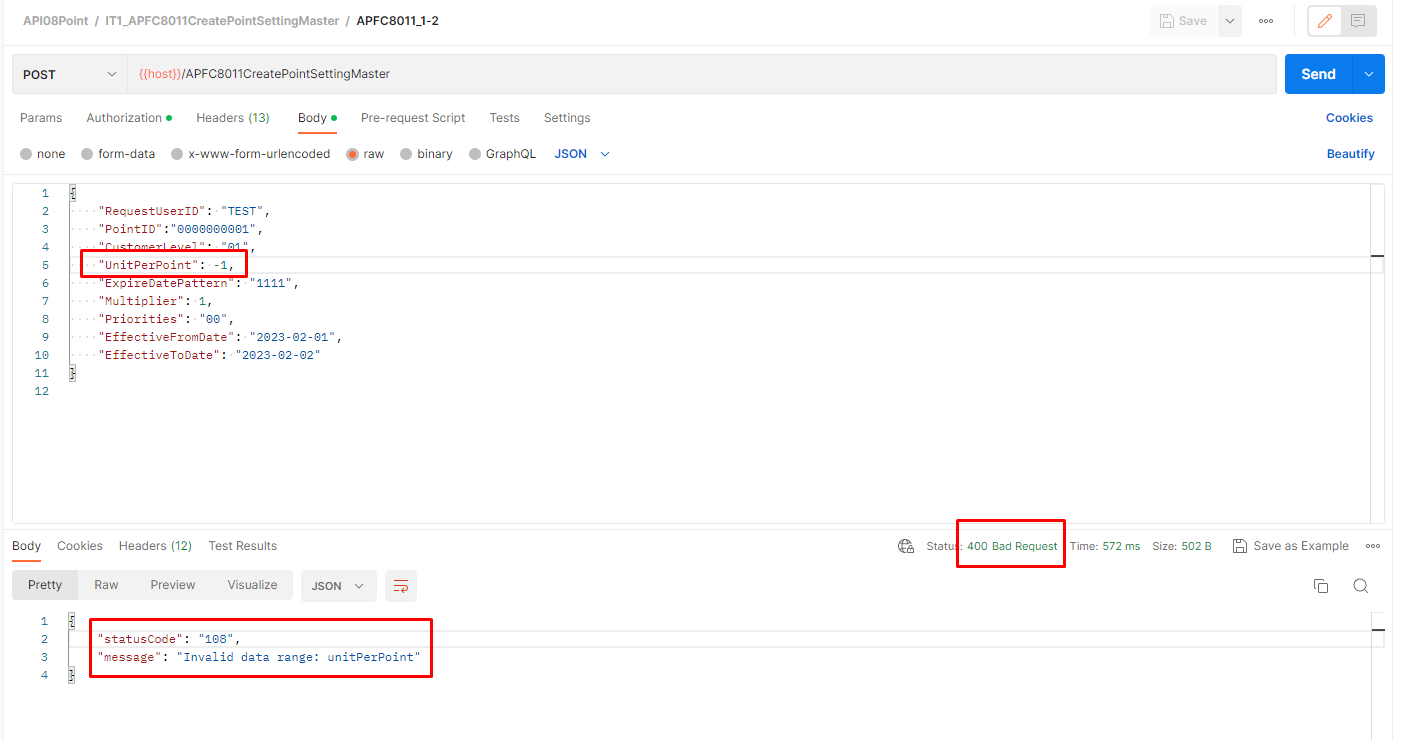 API08Point / IT1_APFC8011CreatePointSettingMaster / APFC8011_1-2
Save
POST {{host}}/APFC8011CreatePointSettingMaster Send
Params Authorization Headers (13) Body Pre-request Script Tests Settings Cookies
none form-data x-www-form-urlencoded raw binary GraphQL JSON Beautify
1 {
2 "RequestUserID": "TEST",
3 "PointID":"0000000001",
4 "CustomerLevel": "01",
5 "UnitPerPoint": -1,
6 "ExpireDatePattern": "1111",
7 "Multiplier": 1,
8 "Priorities": "00",
9 "EffectiveFromDate": "2023-02-01",
10 "EffectiveToDate": "2023-02-02"
11 }
12
Body Cookies Headers (12) Test Results Status: 400 Bad Request Time: 572 ms Size: 502 B Save as Example
Pretty Raw Preview Visualize JSON
1 {
2 "statusCode": "108",
3 "message": "Invalid data range: unitPerPoint"
4 }